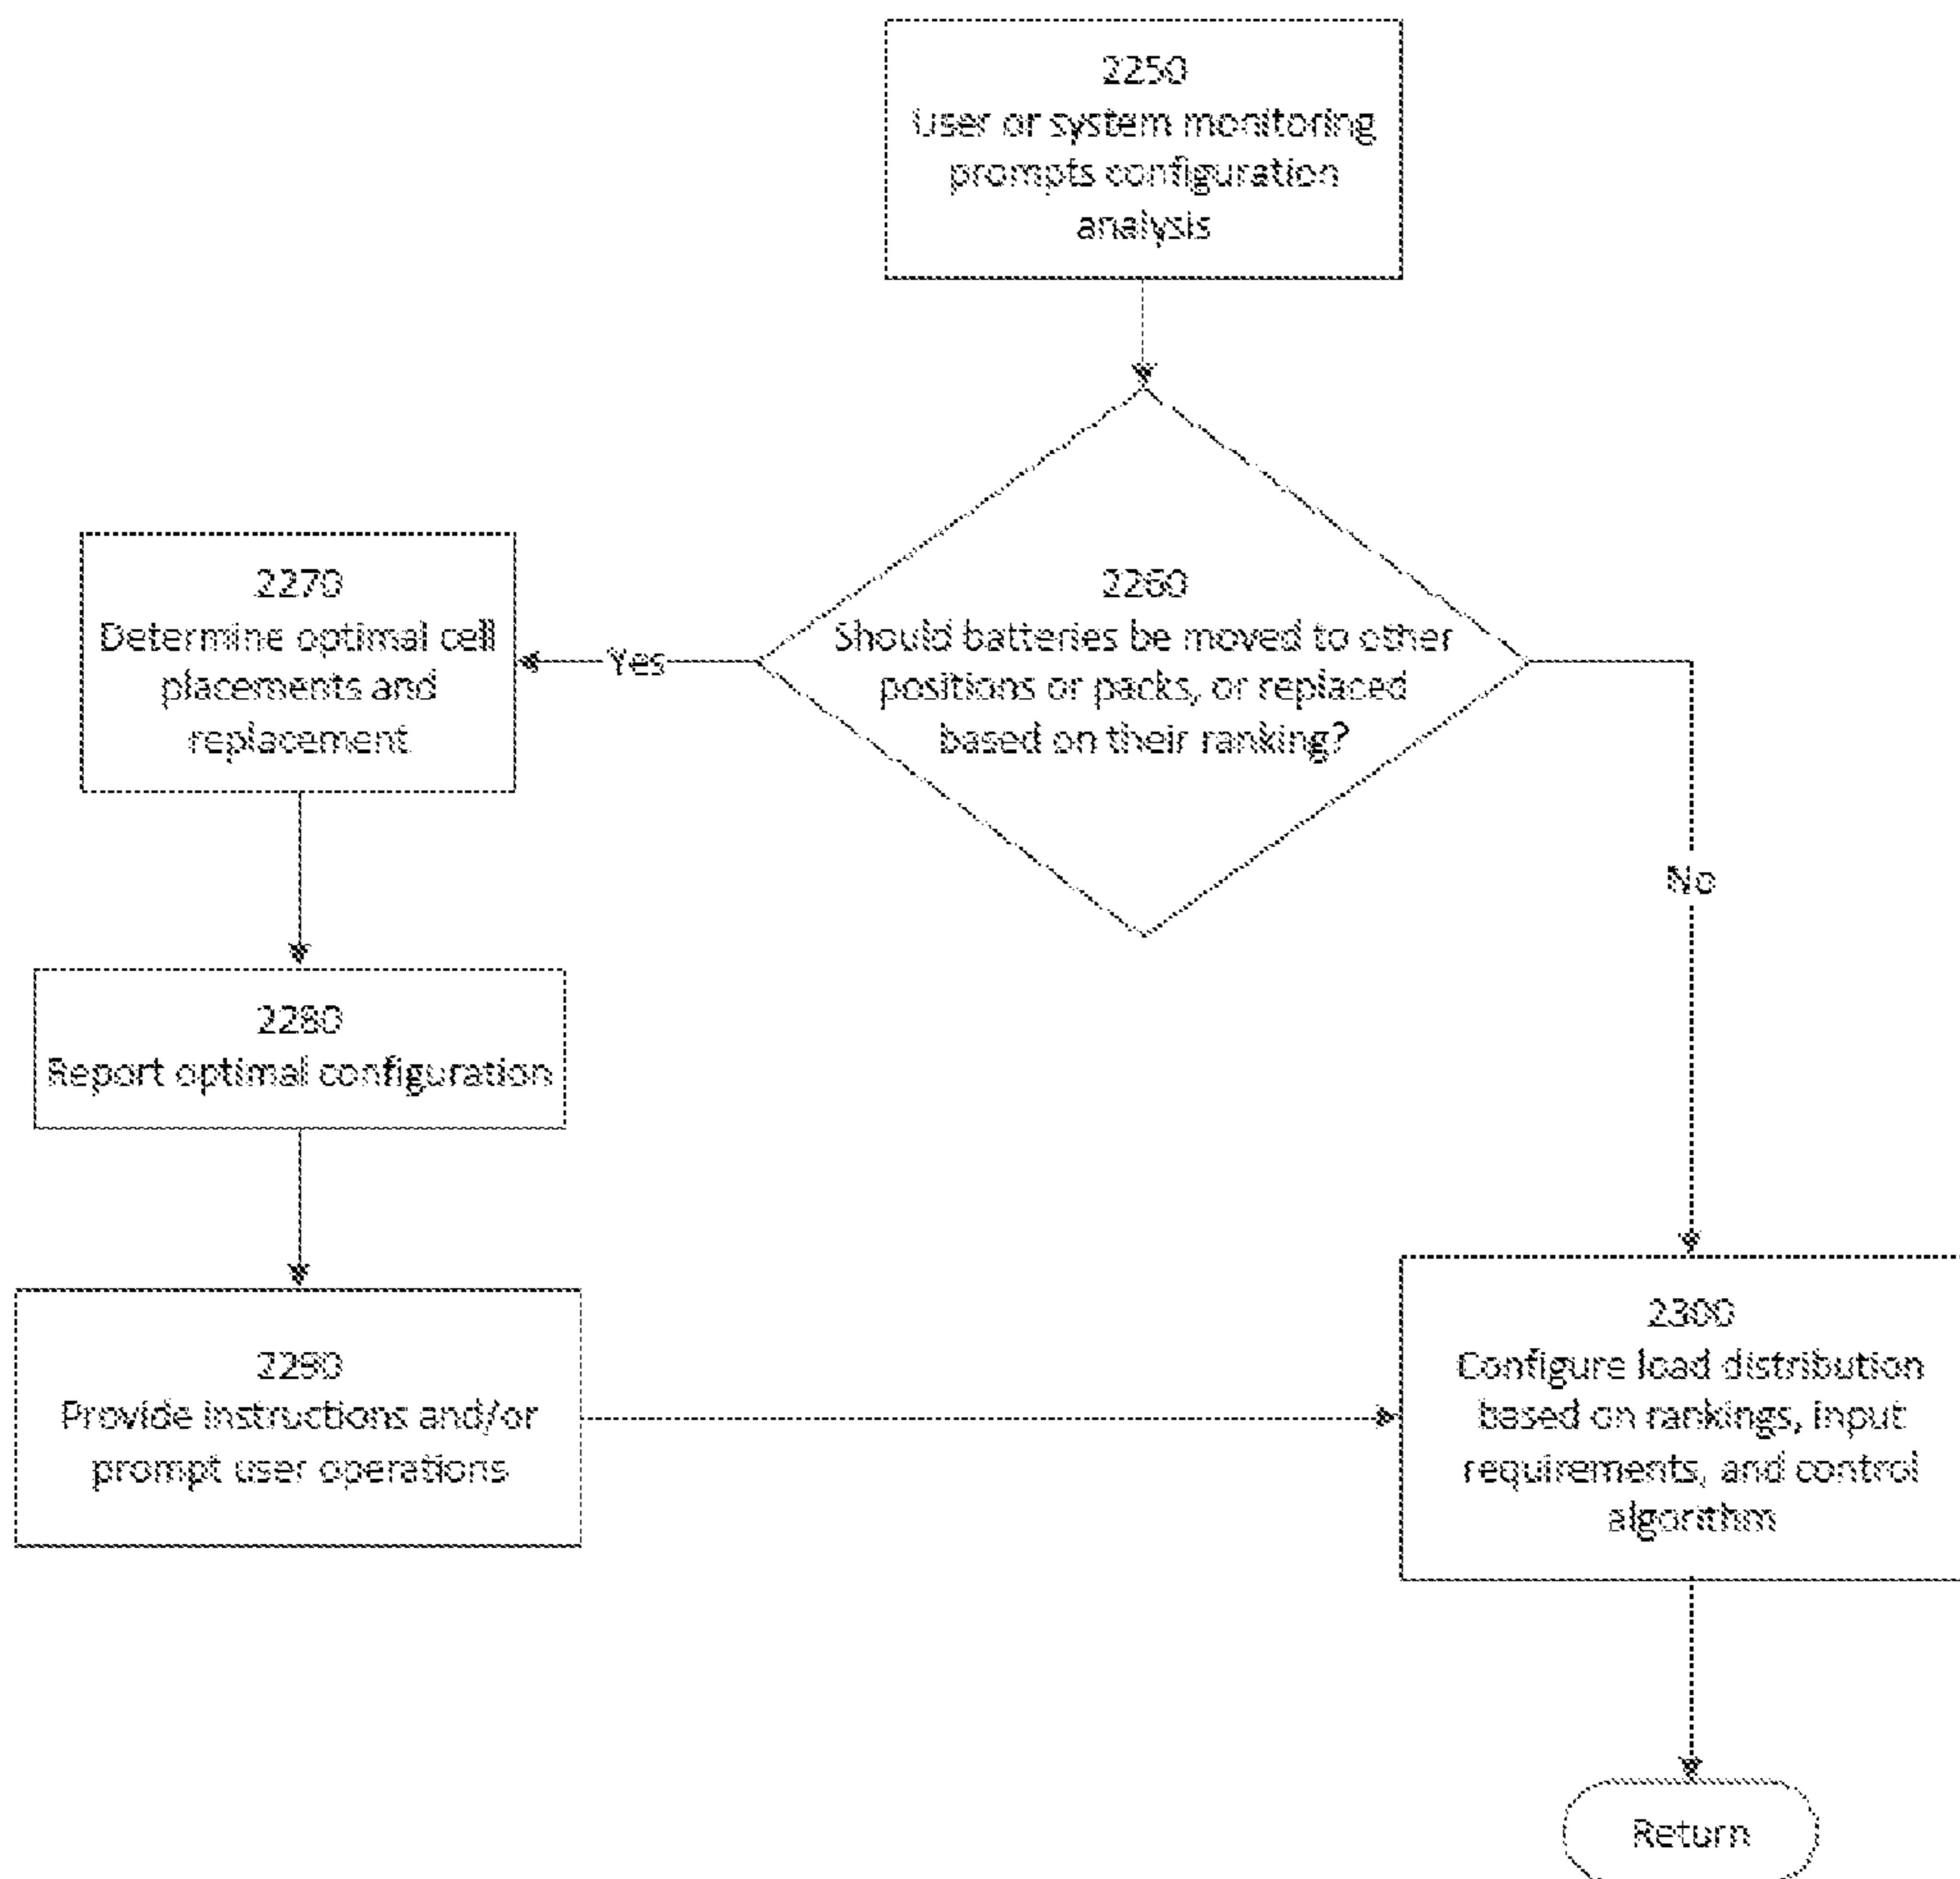 2250
User or system monitoring
prompts configuration
analysis
2260
Should batteries be moved to other
positions or packs, or replaced
based on their ranking?
Yes
No
2270
Determine optimal cell
placements and
replacement
2280
Report optimal configuration
2290
Provide instructions and/or
prompt user operations
2300
Configure load distribution
based on rankings, input
requirements, and control
algorithm
Return